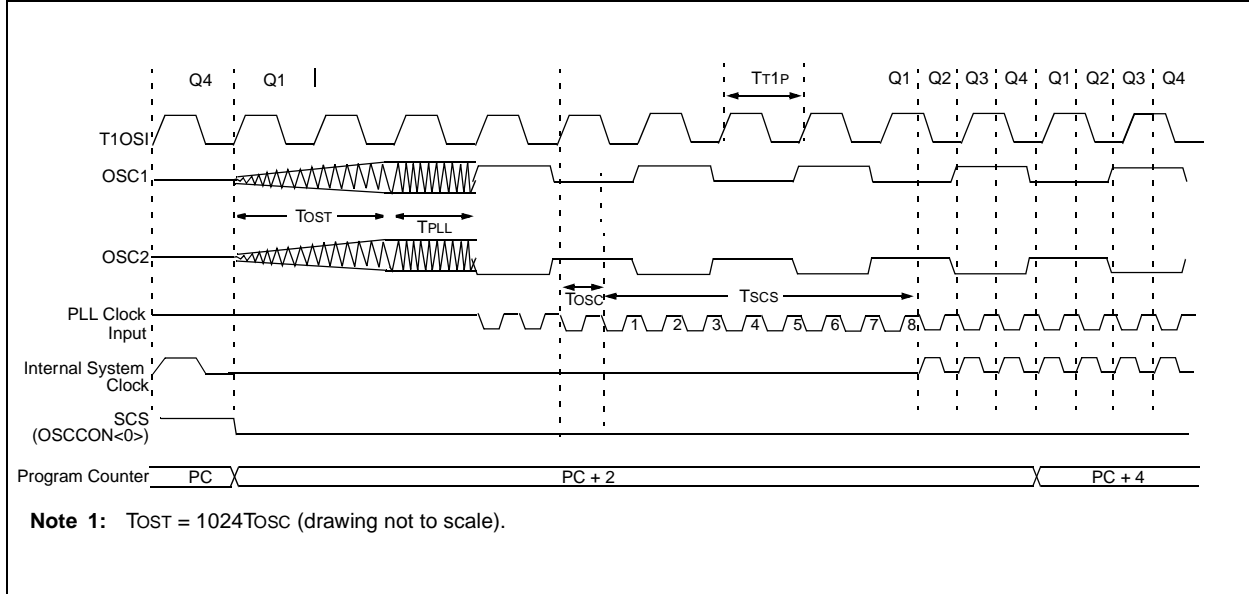 Q4 Q1 TT1P Q1 Q2 Q3 Q4 Q1 Q2 Q3 Q4
T1OSI
OSC1
TOST
TPLL
OSC2
TOSC TSCS
PLL Clock
Input
1 2 3 4 5 6 7 8
Internal System
Clock
SCS
(OSCCON<0>)
Program Counter PC PC + 2 PC + 4
Note 1: TOST = 1024TOSC (drawing not to scale).